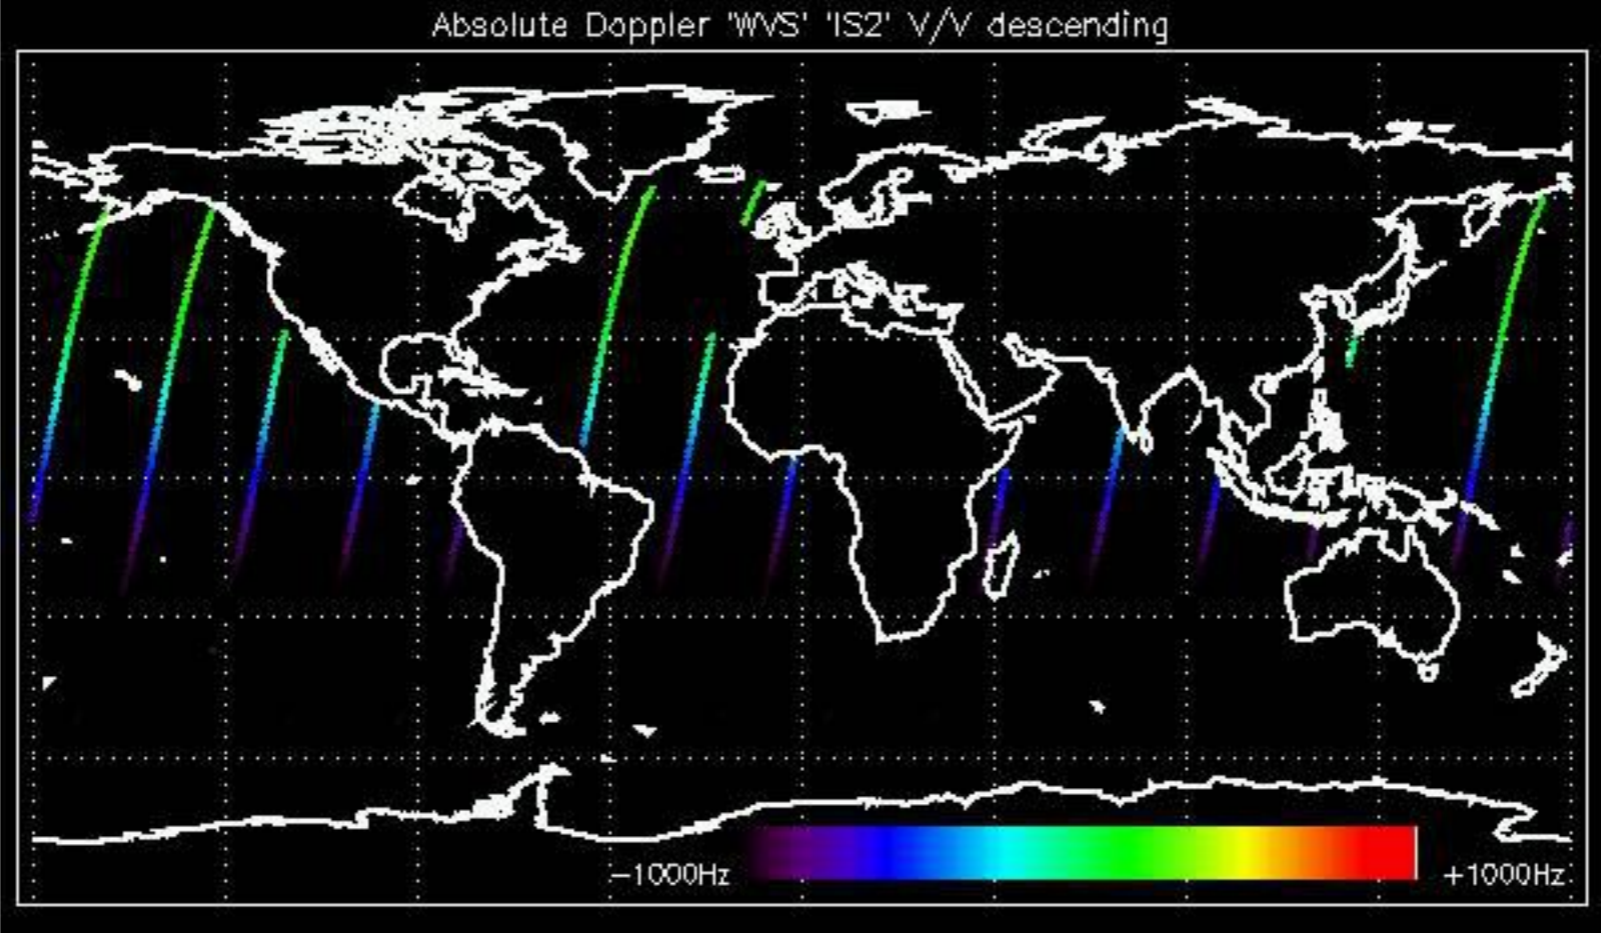 Absolute Doppler 'WVS' 'IS2' V/V descending
−1000Hz +1000Hz